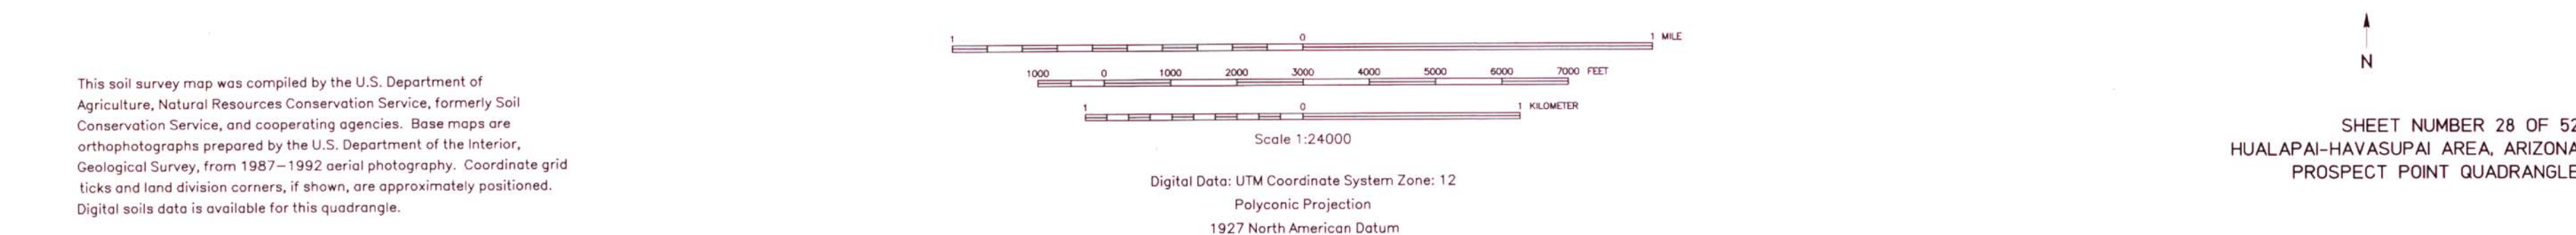 This soil survey map was compiled by the U.S. Department of
Agriculture, Natural Resources Conservation Service, formerly Soil
Conservation Service, and cooperating agencies. Base maps are
orthophotographs prepared by the U.S. Department of the Interior,
Geological Survey, from 1987–1992 aerial photography. Coordinate grid
ticks and land division corners, if shown, are approximately positioned.
Digital soils data is available for this quadrangle.
1 0 1 MILE
1000 0 1000 2000 3000 4000 5000 6000 7000 FEET
1 0 1 KILOMETER
Scale 1:24000
Digital Data: UTM Coordinate System Zone: 12
Polyconic Projection
1927 North American Datum
N
SHEET NUMBER 28 OF 52
HUALAPAI-HAVASUPAI AREA, ARIZONA
PROSPECT POINT QUADRANGLE